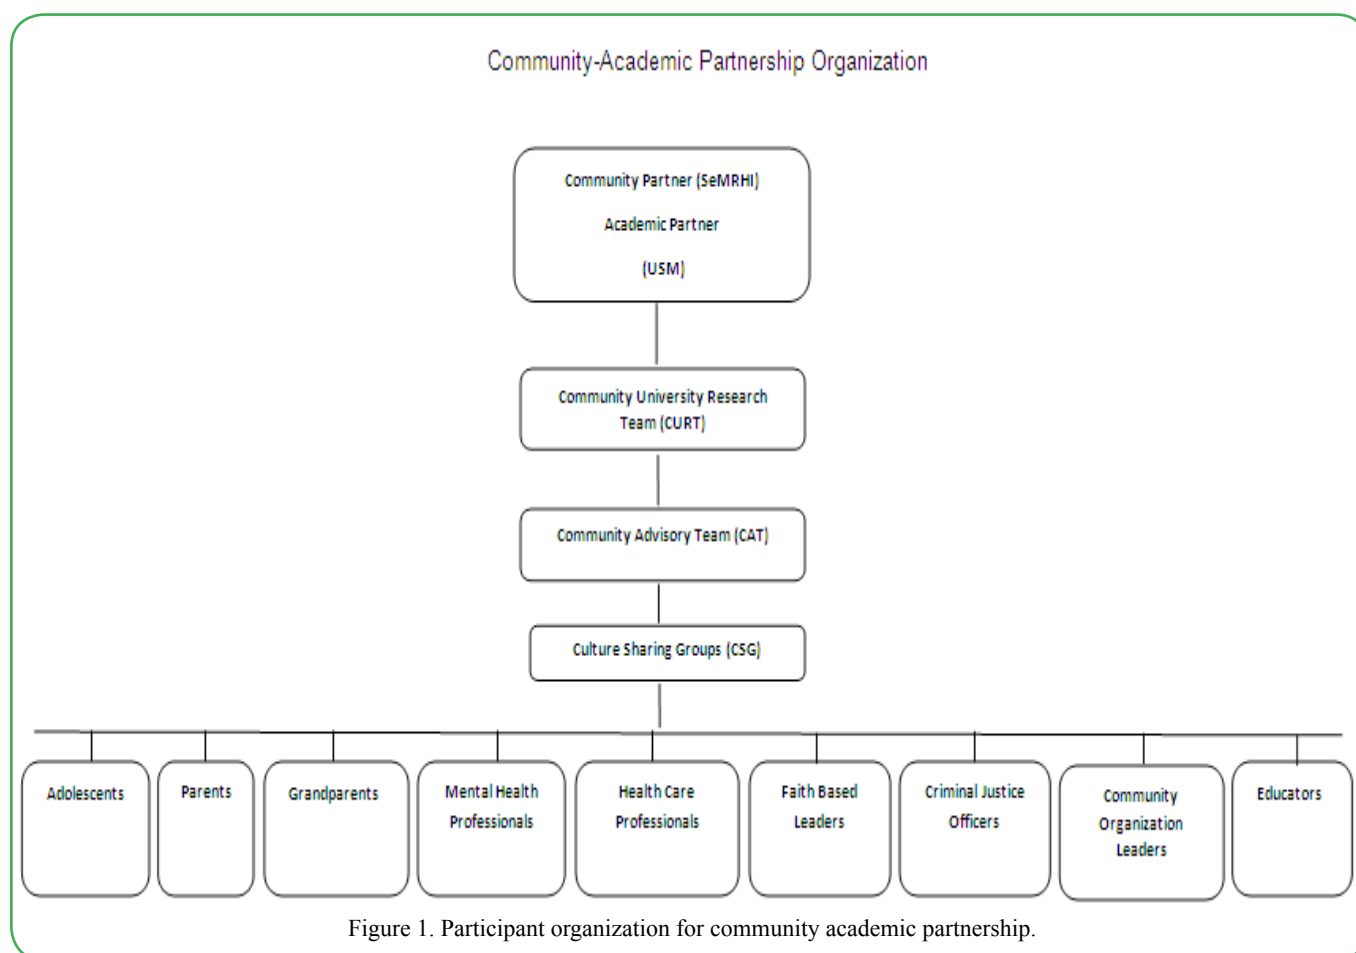 Community-Academic Partnership Organization
Community Partner (SeMRHI)
Academic Partner
(USM)
Community University Research
Team (CURT)
Community Advisory Team (CAT)
Culture Sharing Groups (CSG)
Adolescents
Parents
Grandparents
Mental Health
Professionals
Health Care
Professionals
Faith Based
Leaders
Criminal Justice
Officers
Community
Organization
Leaders
Educators
Figure 1. Participant organization for community academic partnership.